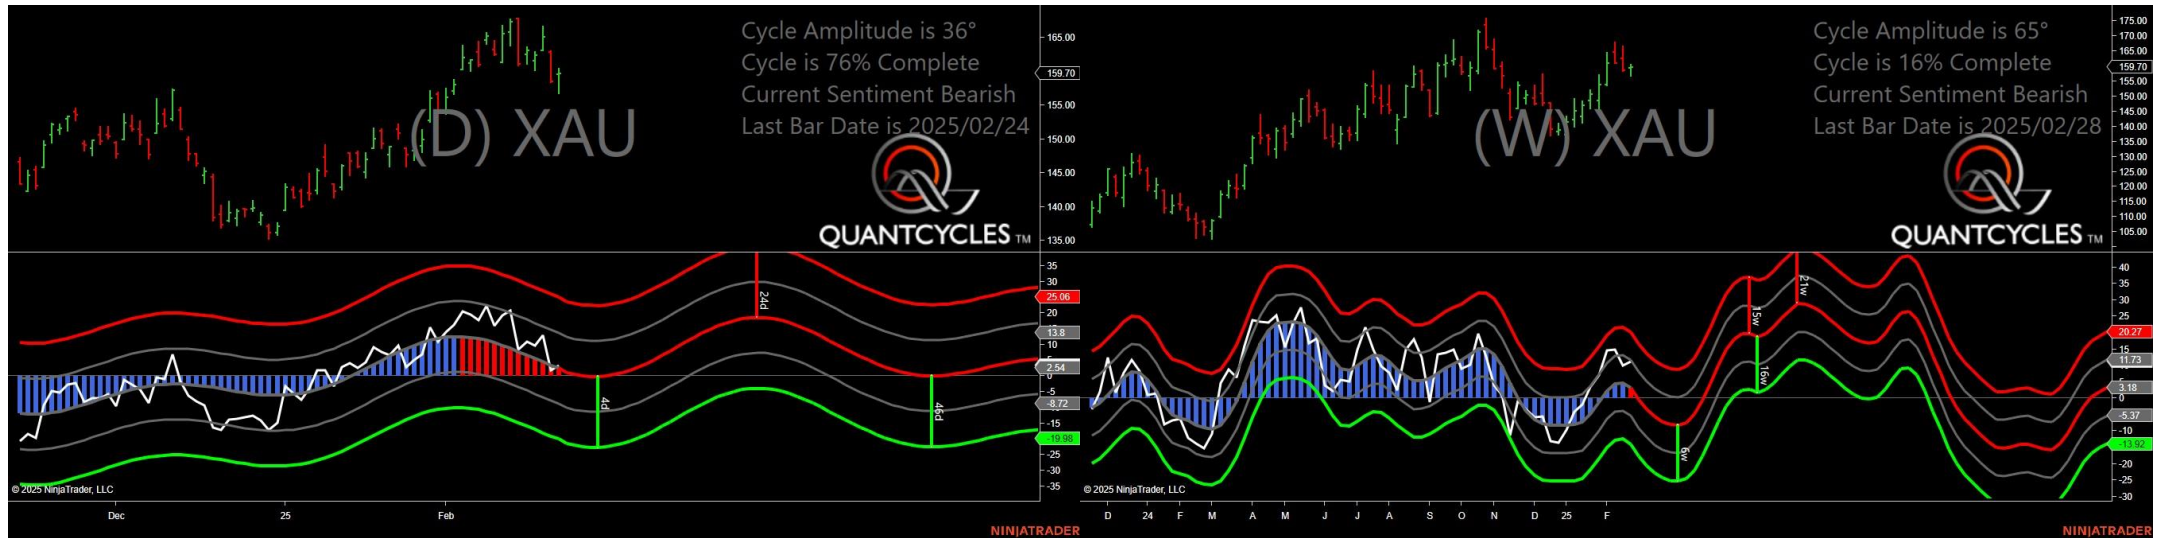 Cycle Amplitude is 36°
Cycle is 76% Complete
Current Sentiment Bearish
Last Bar Date is 2025/02/24
(D) XAU
QUANTCYCLES TM
165.00
159.70
155.00
150.00
145.00
140.00
135.00
35
30
25.06
20
13.8
10
5
2.54
0
-5
-8.72
-15
-19.98
-25
-30
-35
24d
4d
46d
© 2025 NinjaTrader, LLC
Dec
25
Feb
NINJATRADER
Cycle Amplitude is 65°
Cycle is 16% Complete
Current Sentiment Bearish
Last Bar Date is 2025/02/28
(W) XAU
QUANTCYCLES TM
175.00
170.00
165.00
159.70
155.00
150.00
145.00
140.00
135.00
130.00
125.00
120.00
115.00
110.00
105.00
40
35
30
25
20.27
15
11.73
3.18
0
-5.37
-10
-13.92
-20
-25
-30
15w
21w
16w
6w
© 2025 NinjaTrader, LLC
D 24 F M A M J J A S O N D 25 F
NINJATRADER